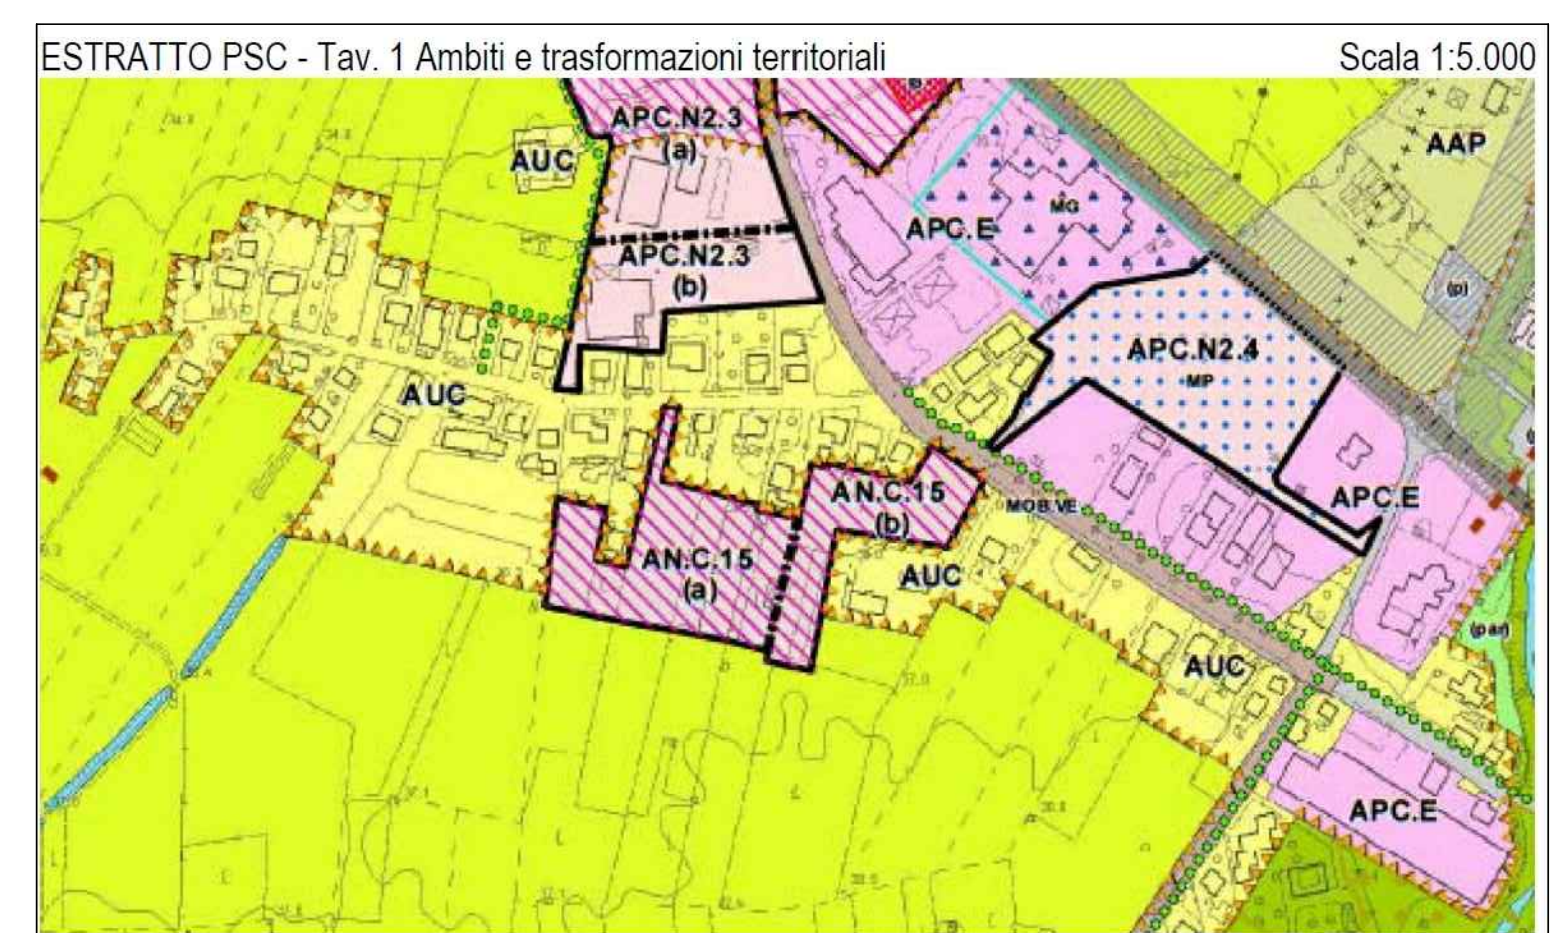 ESTRATTO PSC - Tav. 1 Ambiti e trasformazioni territoriali
Scala 1:5.000
APC.N2.3
(a)
AUC
AAP
MG
APC.E
APC.N2.3
(b)
(p)
APC.N2.4
MP
AUC
AN.C.15
(b)
MOB.VE
APC.E
AN.C.15
(a)
AUC
(par)
AUC
APC.E